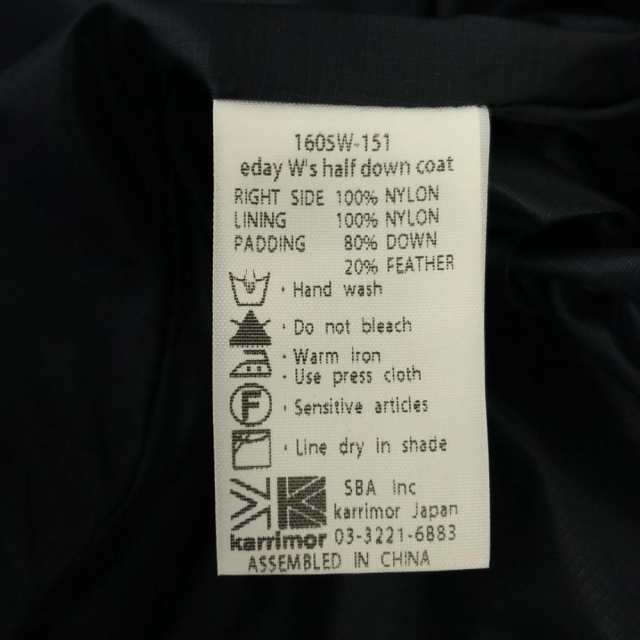 160SW-151
eday W's half down coat
RIGHT SIDE 100% NYLON
LINING 100% NYLON
PADDING 80% DOWN
20% FEATHER
· Hand wash
· Do not bleach
· Warm iron
· Use press cloth
F · Sensitive articles
· Line dry in shade
SBA Inc
karrimor Japan
karrimor 03-3221-6883
ASSEMBLED IN CHINA